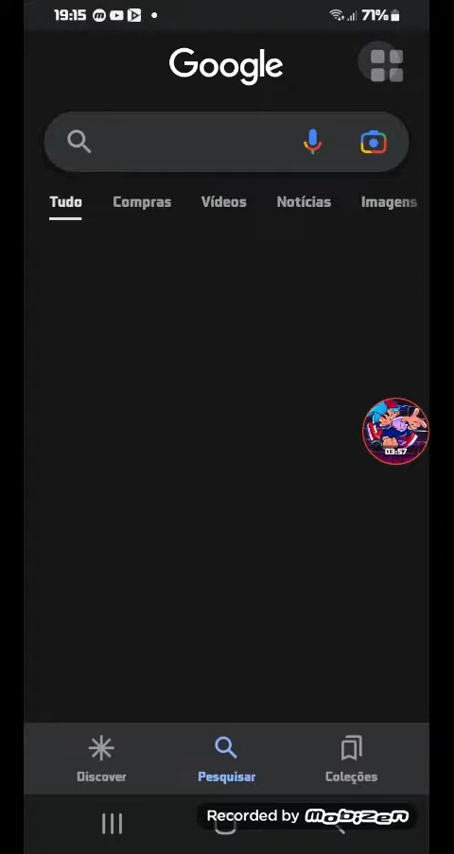 19:15
71%
Google
Tudo Compras Vídeos Notícias Imagens
03:57
Discover Pesquisar Coleções
Recorded by Mobizen